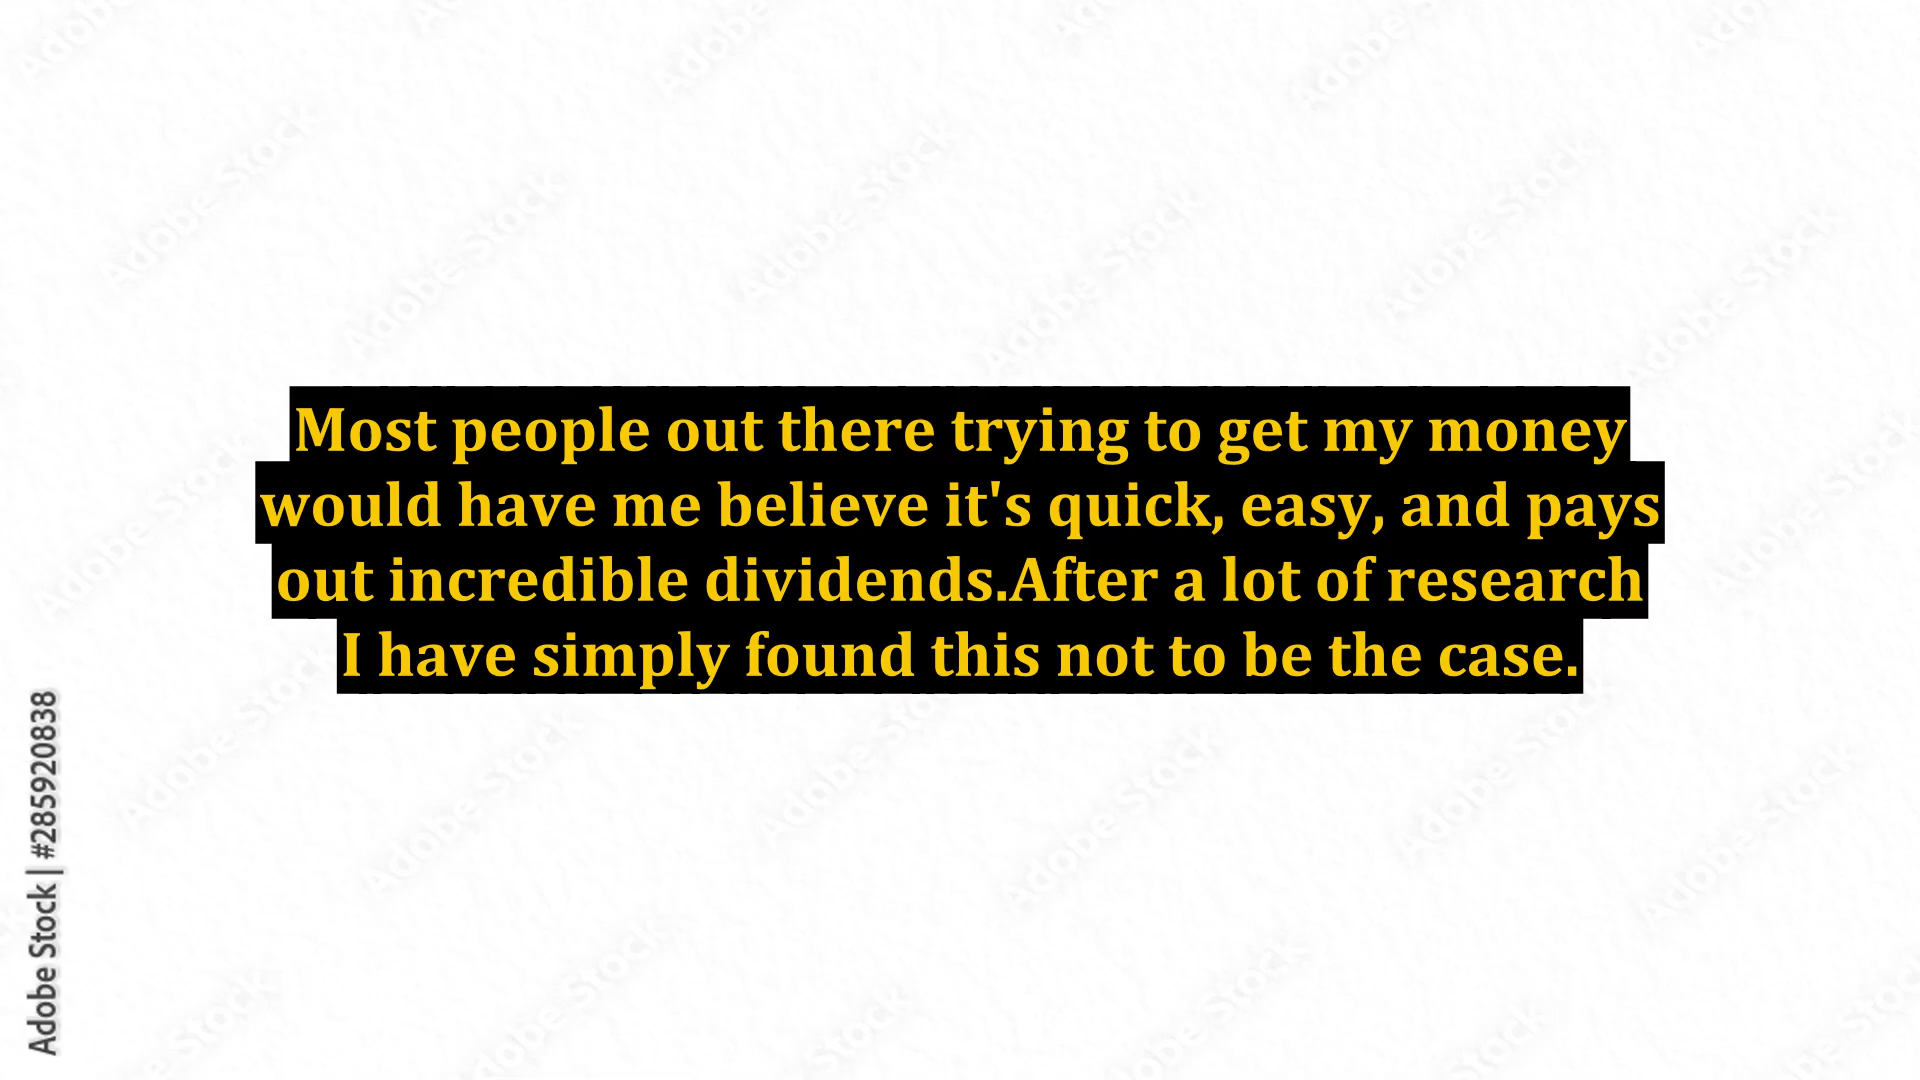 Most people out there trying to get my money
would have me believe it's quick, easy, and pays
out incredible dividends.After a lot of research
I have simply found this not to be the case.
Adobe Stock | #285920838